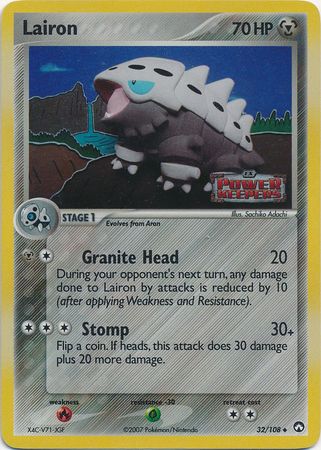 Lairon
70 HP
EX
POWER
KEEPERS
Illus. Sachiko Adachi
STAGE 1
Evolves from Aron
Granite Head 20
During your opponent's next turn, any damage
done to Lairon by attacks is reduced by 10
(after applying Weakness and Resistance).
Stomp 30+
Flip a coin. If heads, this attack does 30 damage
plus 20 more damage.
weakness
resistance -30
retreat cost
X4C-V71-JGF
©2007 Pokémon/Nintendo
32/108 ◆